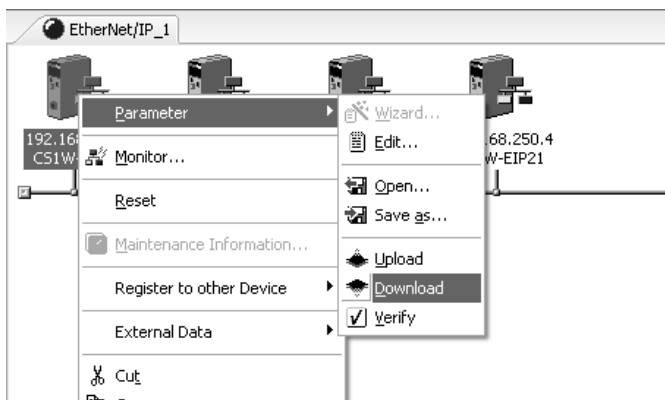 EtherNet/IP_1
Parameter
Wizard...
192.16
Edit...
.68.250.4
CS1W-
Monitor...
W-EIP21
Open...
Reset
Save as...
Maintenance Information...
Upload
Register to other Device
Download
Verify
External Data
Cut